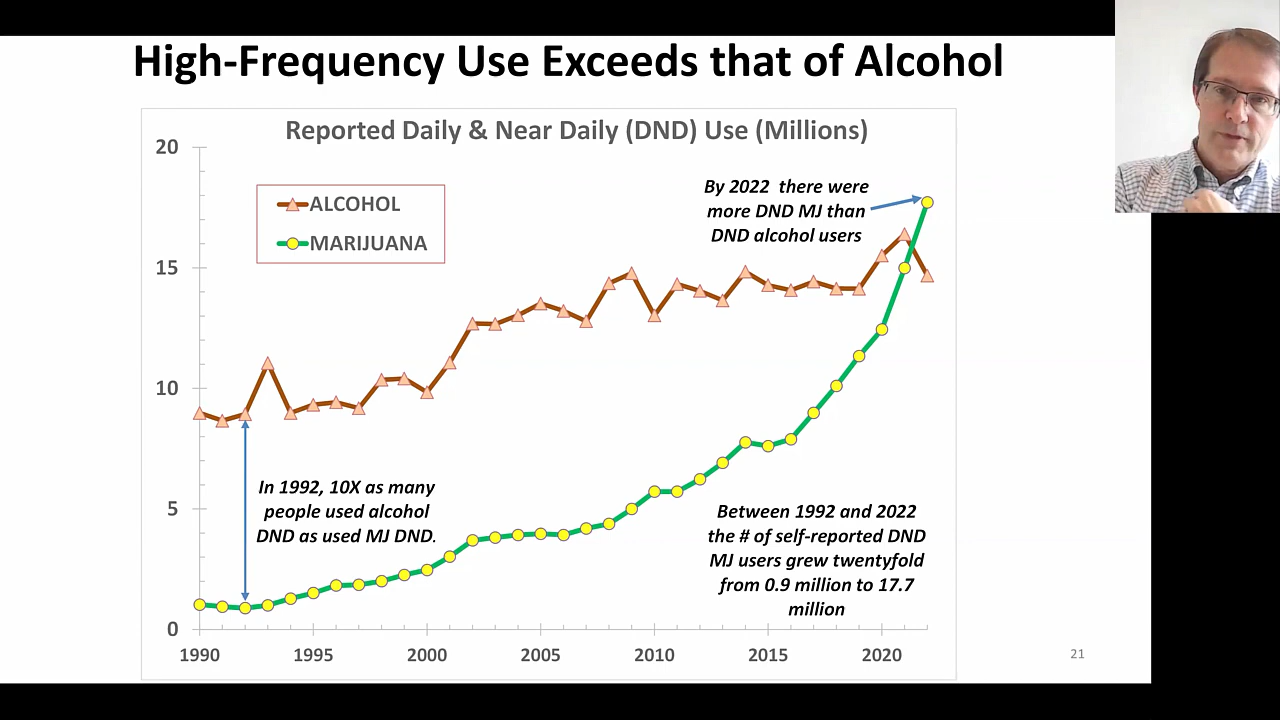 High-Frequency Use Exceeds that of Alcohol
Reported Daily & Near Daily (DND) Use (Millions)
20
15
10
5
0
ALCOHOL
MARIJUANA
By 2022 there were
more DND MJ than
DND alcohol users
In 1992, 10X as many
people used alcohol
DND as used MJ DND.
Between 1992 and 2022
the # of self-reported DND
MJ users grew twentyfold
from 0.9 million to 17.7
million
1990 1995 2000 2005 2010 2015 2020
21